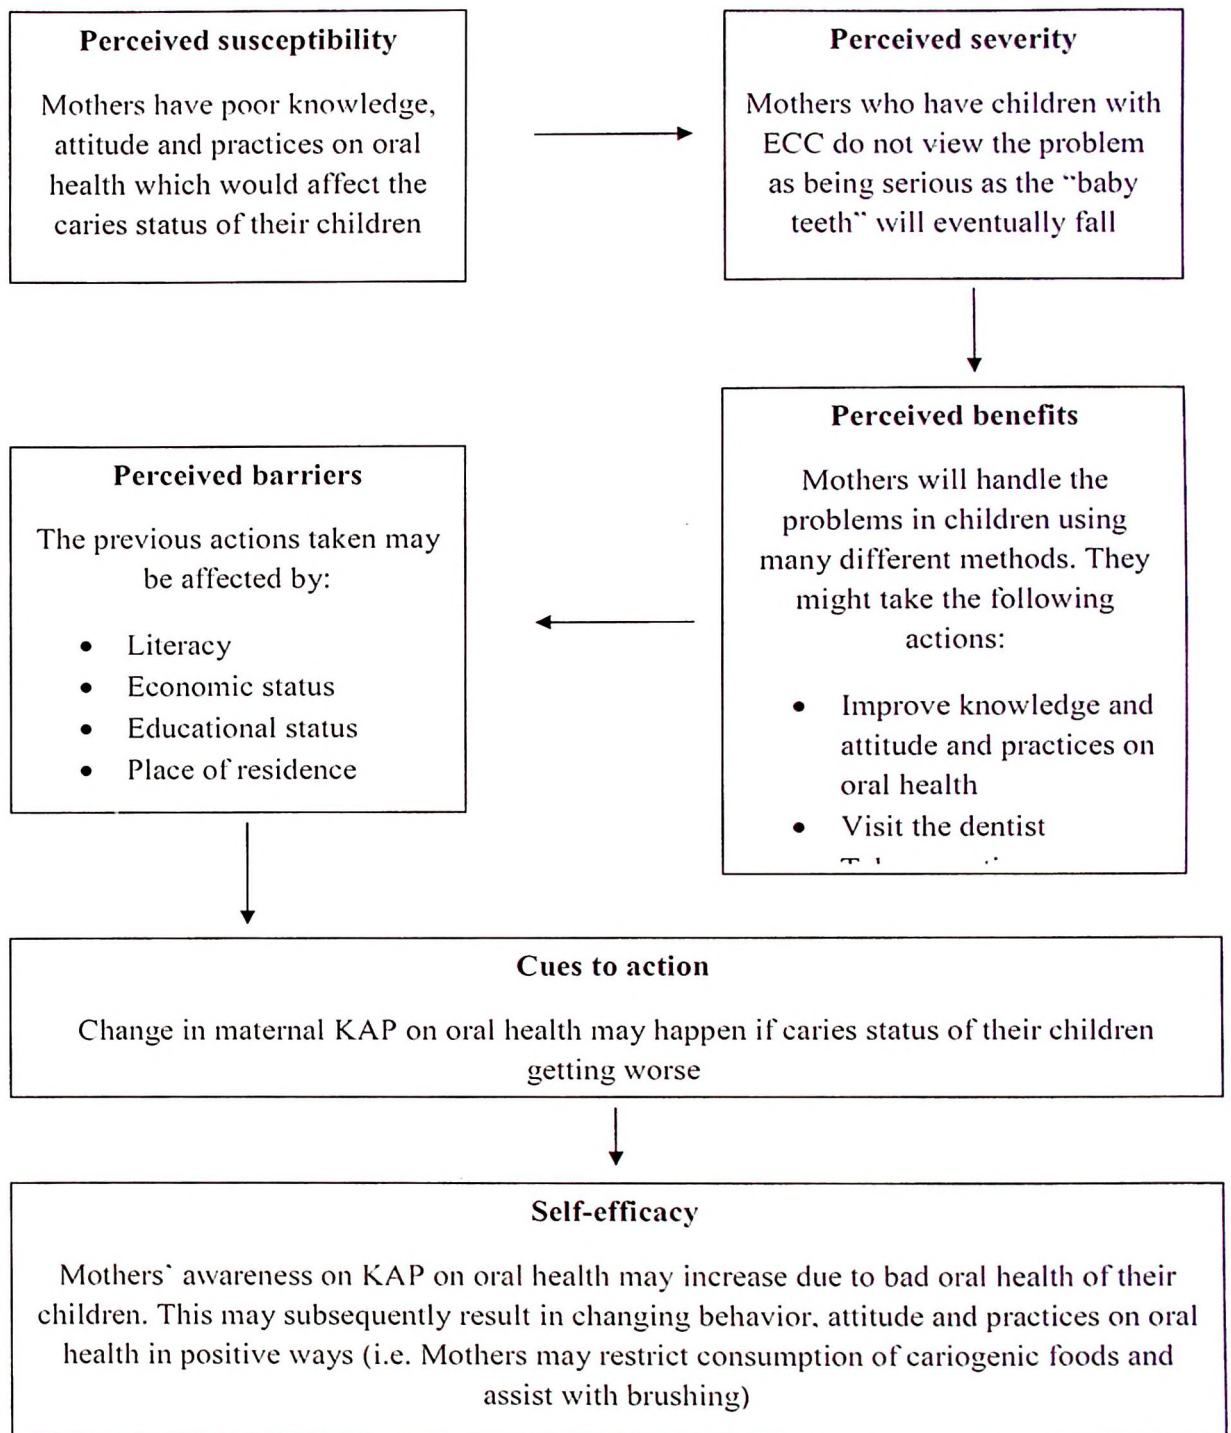 Perceived susceptibility
Mothers have poor knowledge,
attitude and practices on oral
health which would affect the
caries status of their children
Perceived severity
Mothers who have children with
ECC do not view the problem
as being serious as the "baby
teeth" will eventually fall
Perceived benefits
Mothers will handle the
problems in children using
many different methods. They
might take the following
actions:
• Improve knowledge and
attitude and practices on
oral health
• Visit the dentist
Perceived barriers
The previous actions taken may
be affected by:
• Literacy
• Economic status
• Educational status
• Place of residence
Cues to action
Change in maternal KAP on oral health may happen if caries status of their children
getting worse
Self-efficacy
Mothers' awareness on KAP on oral health may increase due to bad oral health of their
children. This may subsequently result in changing behavior, attitude and practices on oral
health in positive ways (i.e. Mothers may restrict consumption of cariogenic foods and
assist with brushing)